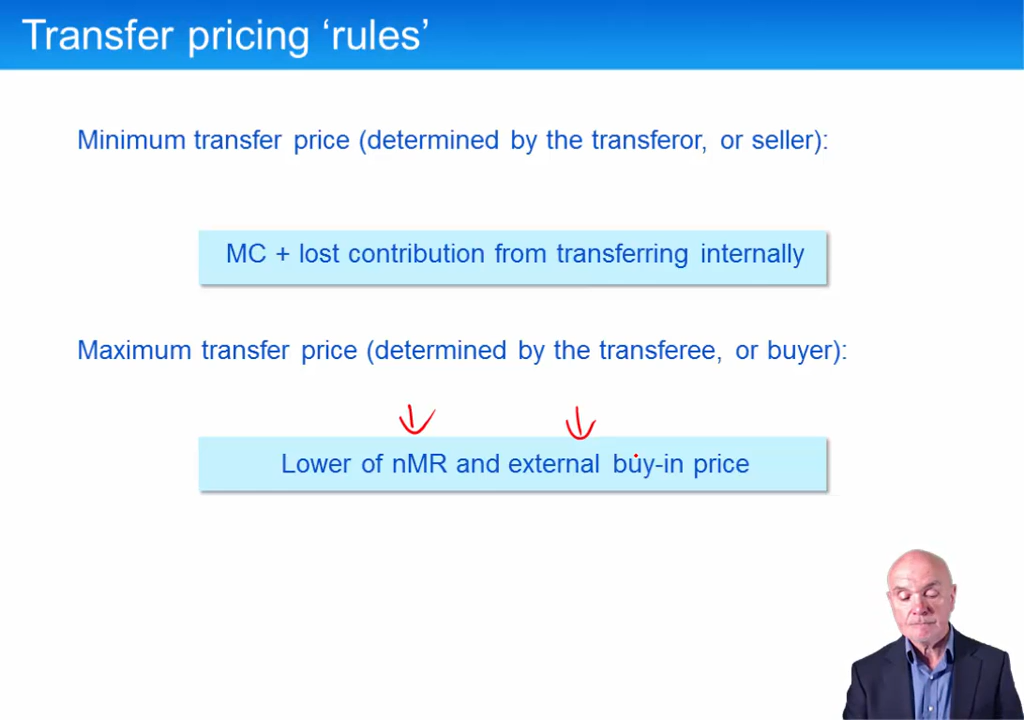 Transfer pricing ‘rules’
Minimum transfer price (determined by the transferor, or seller):
MC + lost contribution from transferring internally
Maximum transfer price (determined by the transferee, or buyer):
Lower of nMR and external buy-in price